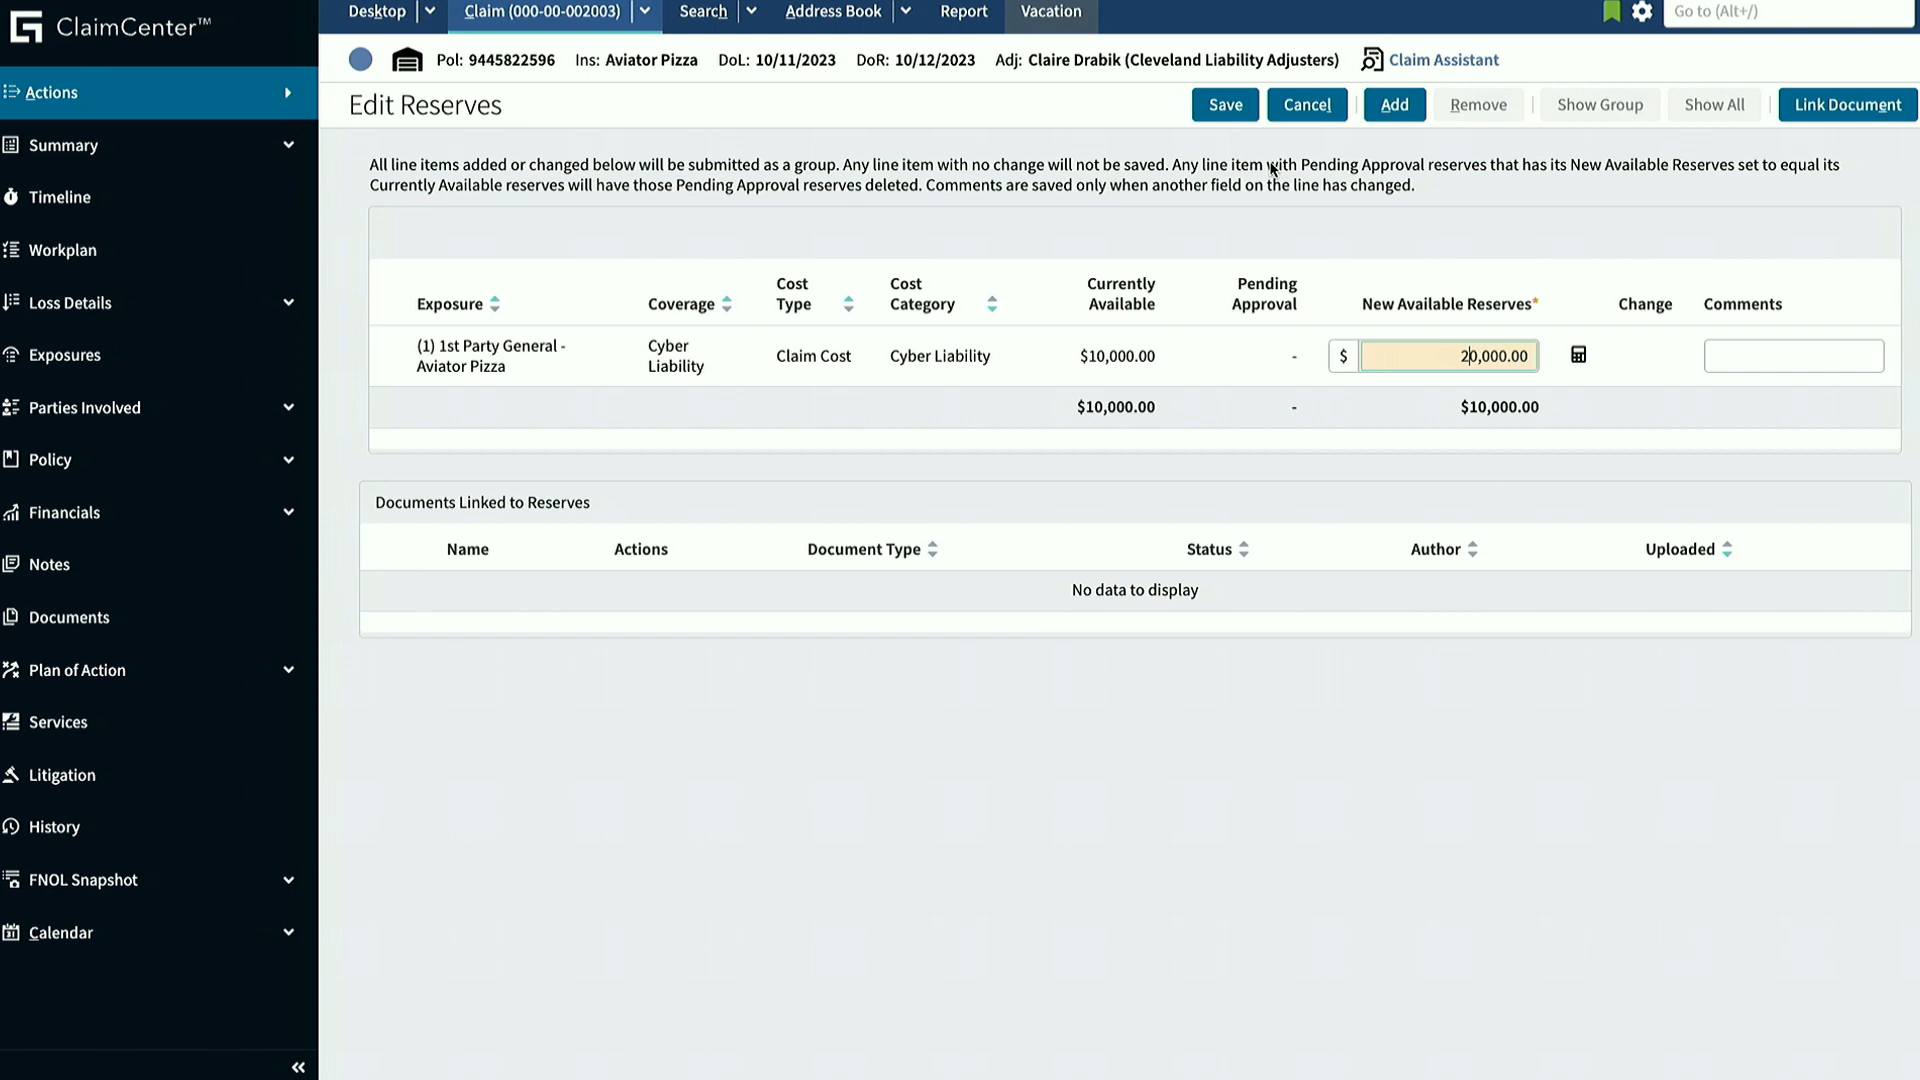 ClaimCenter™
Desktop
Claim (000-00-002003)
Search
Address Book
Report
Vacation
Go to (Alt+/)
Pol: 9445822596 Ins: Aviator Pizza DoL: 10/11/2023 DoR: 10/12/2023 Adj: Claire Drabik (Cleveland Liability Adjusters) Claim Assistant
Actions
Summary
Timeline
Workplan
Loss Details
Exposures
Parties Involved
Policy
Financials
Notes
Documents
Plan of Action
Services
Litigation
History
FNOL Snapshot
Calendar
Edit Reserves
Save
Cancel
Add
Remove
Show Group
Show All
Link Document
All line items added or changed below will be submitted as a group. Any line item with no change will not be saved. Any line item with Pending Approval reserves that has its New Available Reserves set to equal its
Currently Available reserves will have those Pending Approval reserves deleted. Comments are saved only when another field on the line has changed.
Exposure
Coverage
Cost
Type
Cost
Category
Currently
Available
Pending
Approval
New Available Reserves*
Change
Comments
(1) 1st Party General -
Aviator Pizza
Cyber
Liability
Claim Cost
Cyber Liability
$10,000.00
-
$ 20,000.00
$10,000.00 - $10,000.00
Documents Linked to Reserves
Name Actions Document Type Status Author Uploaded
No data to display